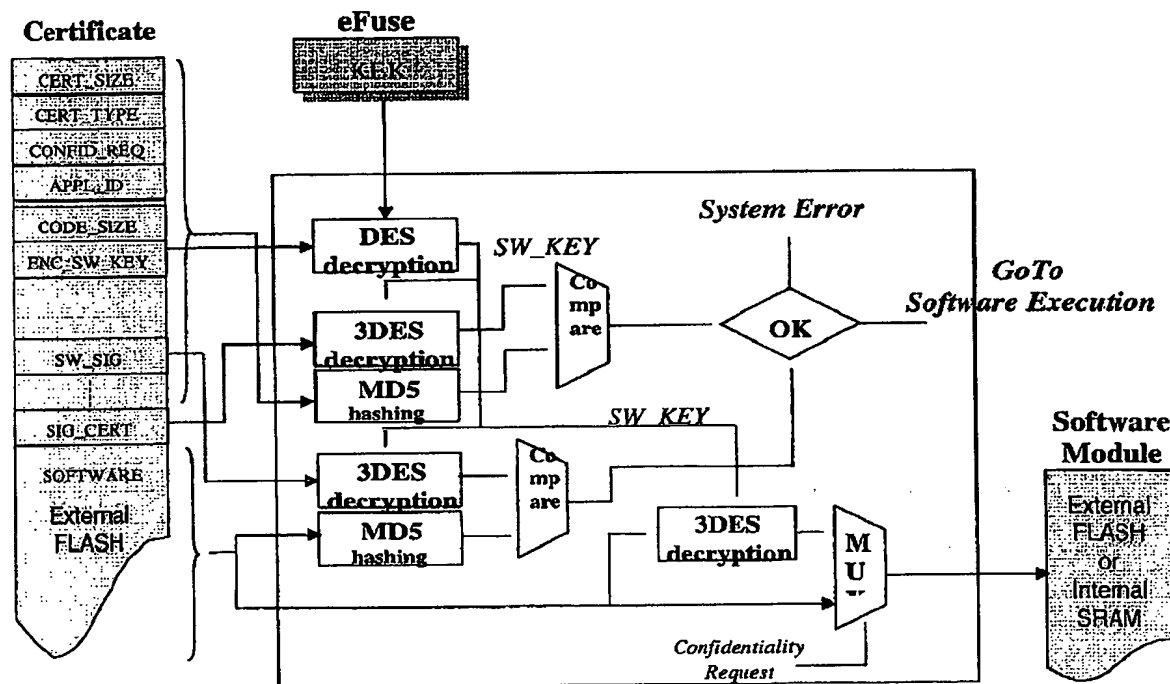 Certificate
eFuse
KEK
CERT_SIZE
CERT_TYPE
CONFID_REQ
APPL_ID
CODE_SIZE
ENC_SW_KEY
SW_SIG
SIG_CERT
SOFTWARE
External
FLASH
DES
decryption
SW_KEY
3DES
decryption
MD5
hashing
Co
mp
are
System Error
OK
GoTo
Software Execution
SW_KEY
3DES
decryption
MD5
hashing
Co
mp
are
3DES
decryption
M
U
Confidentiality
Request
Software
Module
External
FLASH
or
Internal
SRAM